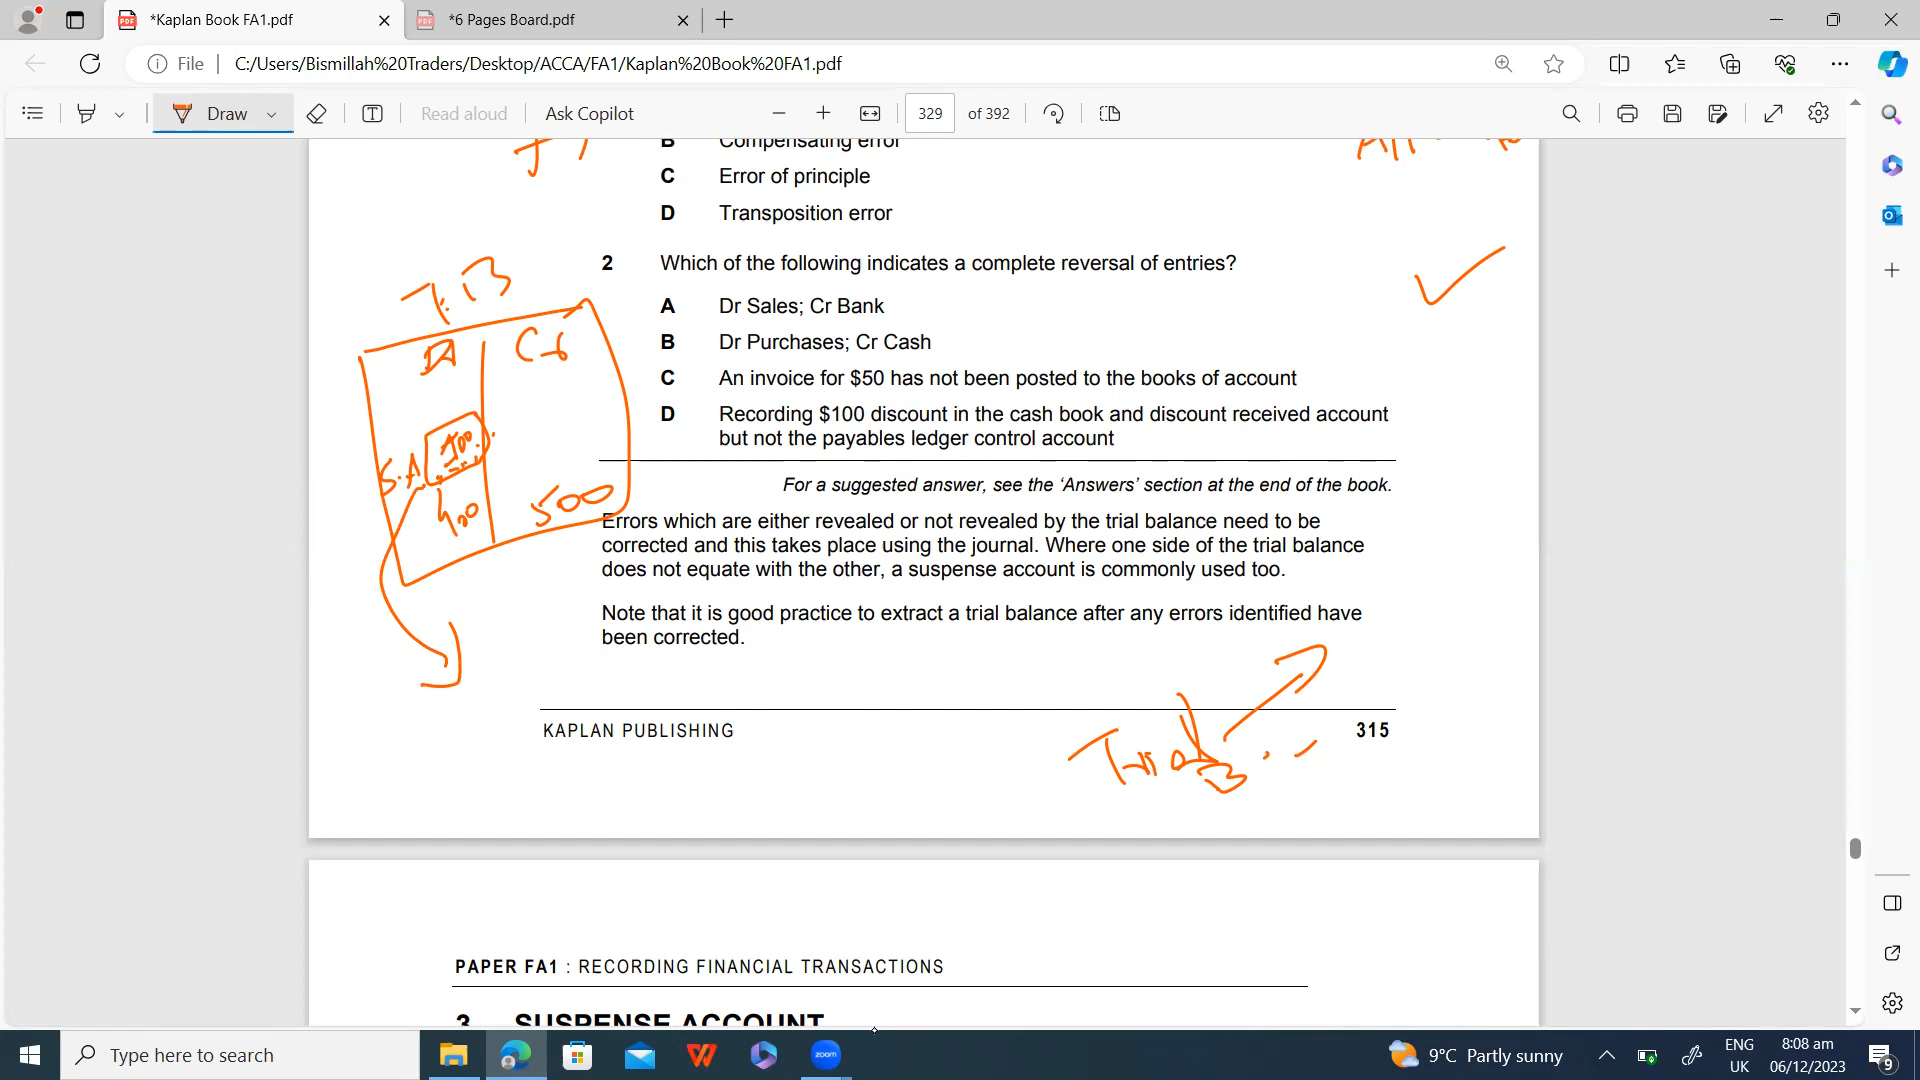 *Kaplan Book FA1.pdf
*6 Pages Board.pdf
File
C:/Users/Bismillah%20Traders/Desktop/ACCA/FA1/Kaplan%20Book%20FA1.pdf
Draw
Read aloud
Ask Copilot
329
of 392
B Compensating error
C Error of principle
D Transposition error
2 Which of the following indicates a complete reversal of entries?
A Dr Sales; Cr Bank
B Dr Purchases; Cr Cash
C An invoice for $50 has not been posted to the books of account
D Recording $100 discount in the cash book and discount received account
but not the payables ledger control account
For a suggested answer, see the ‘Answers’ section at the end of the book.
Errors which are either revealed or not revealed by the trial balance need to be
corrected and this takes place using the journal. Where one side of the trial balance
does not equate with the other, a suspense account is commonly used too.
Note that it is good practice to extract a trial balance after any errors identified have
been corrected.
T.B
Cr
S.A 100
400
500
Trial B
KAPLAN PUBLISHING
315
PAPER FA1 : RECORDING FINANCIAL TRANSACTIONS
3 SUSPENSE ACCOUNT
Type here to search
zoom
9°C Partly sunny
ENG
UK
8:08 am
06/12/2023
9